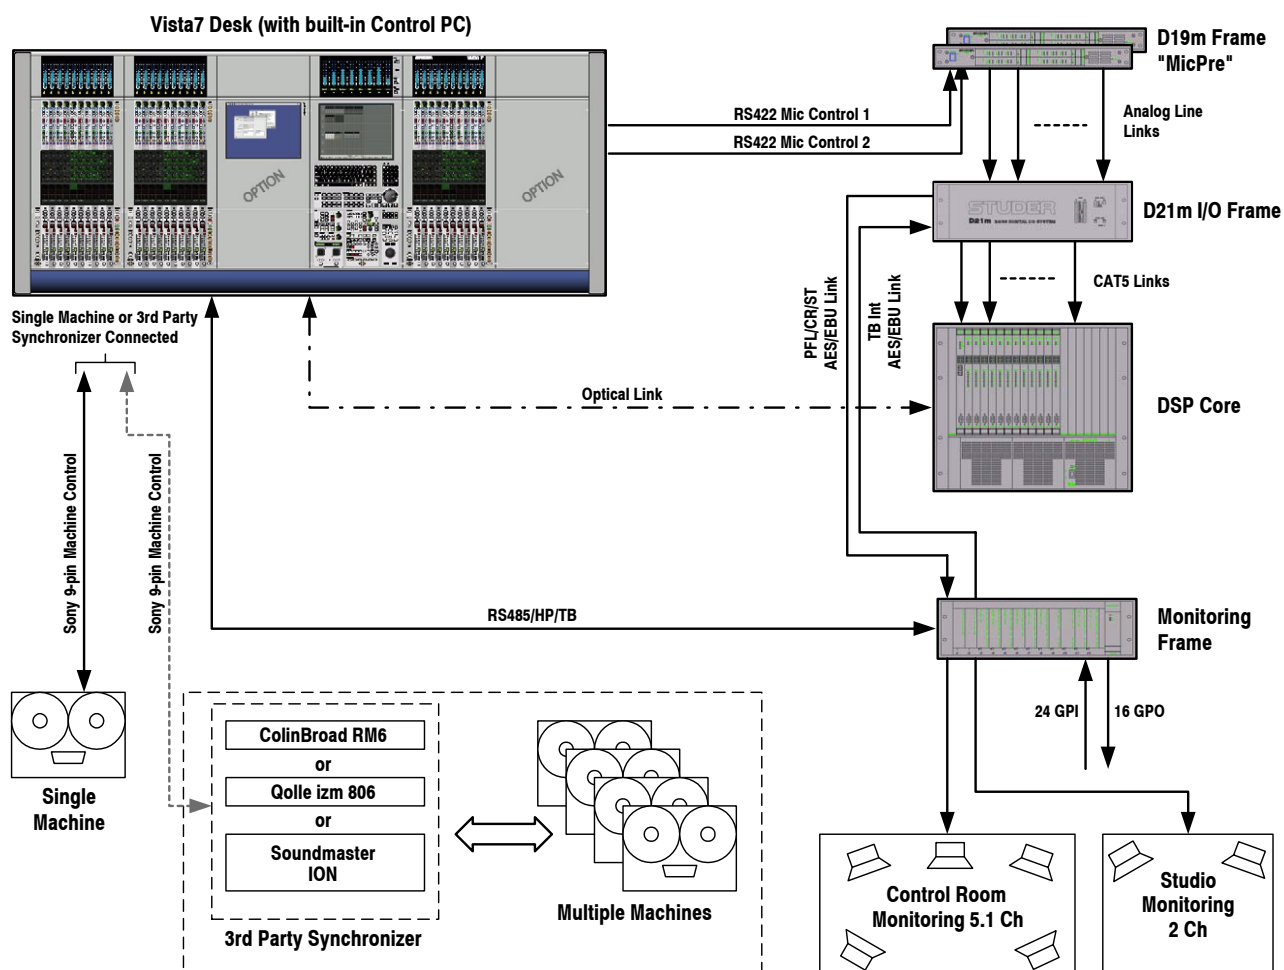 Vista7 Desk (with built-in Control PC)
D19m Frame
"MicPre"
RS422 Mic Control 1
RS422 Mic Control 2
Analog Line
Links
OPTION
OPTION
STUDER
D21m
D21m I/O Frame
CAT5 Links
PFL/CR/ST
AES/EBU Link
TB Int
AES/EBU Link
Single Machine or 3rd Party
Synchronizer Connected
Optical Link
DSP Core
Sony 9-pin Machine Control
Sony 9-pin Machine Control
RS485/HP/TB
Monitoring
Frame
24 GPI
16 GPO
Single
Machine
ColinBroad RM6
or
Qolle izm 806
or
Soundmaster
ION
3rd Party Synchronizer
Multiple Machines
Control Room
Monitoring 5.1 Ch
Studio
Monitoring
2 Ch